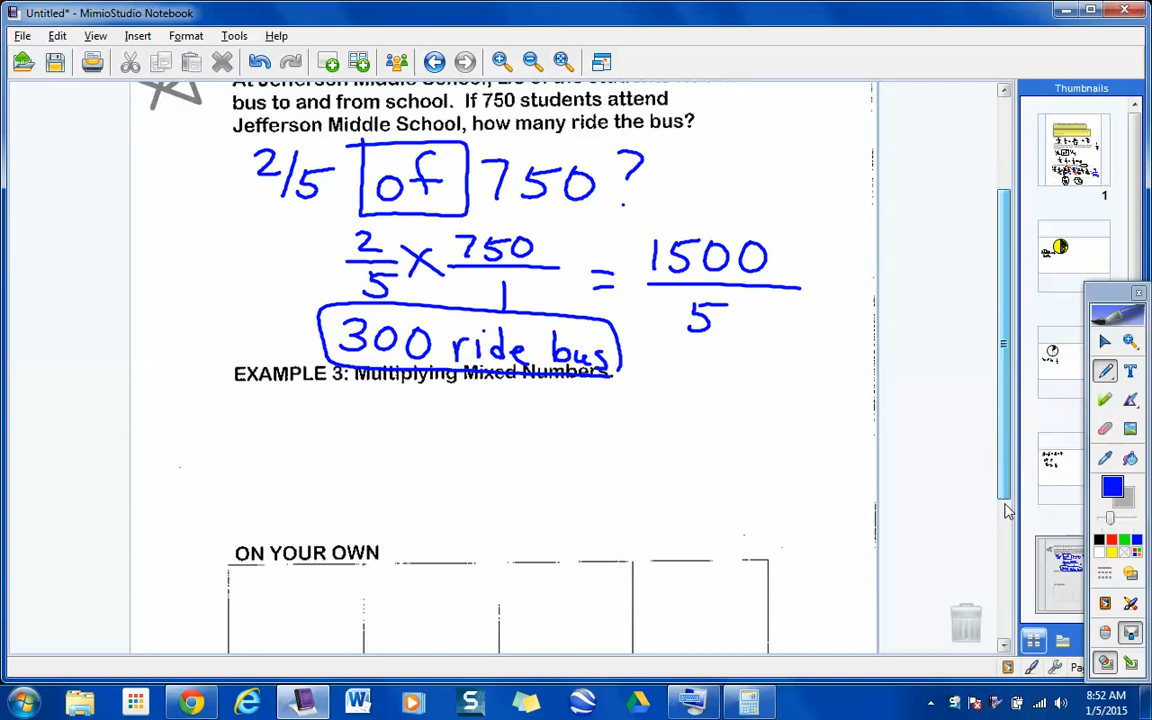 Untitled* - MimioStudio Notebook
File Edit View Insert Format Tools Help
Thumbnails
bus to and from school. If 750 students attend
Jefferson Middle School, how many ride the bus?
2/5 of 750 ?
2/5 × 750/1 = 1500/5
300 ride bus
EXAMPLE 3: Multiplying Mixed Numbers.
ON YOUR OWN
1
T
8:52 AM
1/5/2015